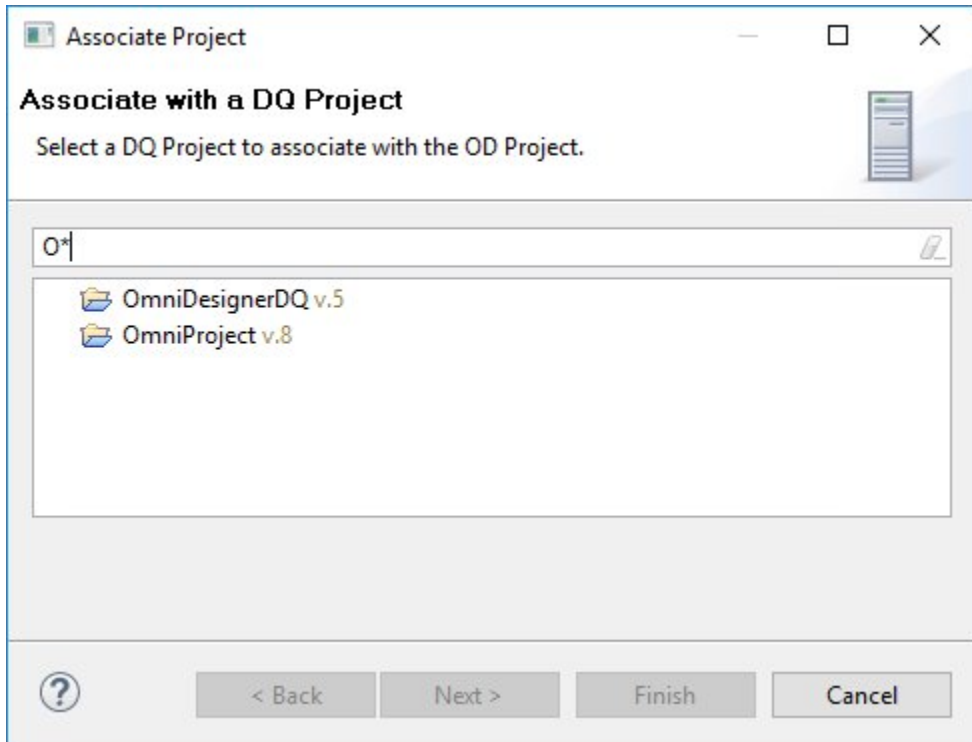 Associate Project
Associate with a DQ Project
Select a DQ Project to associate with the OD Project.
O*
OmniDesignerDQ v.5
OmniProject v.8
? < Back Next > Finish Cancel